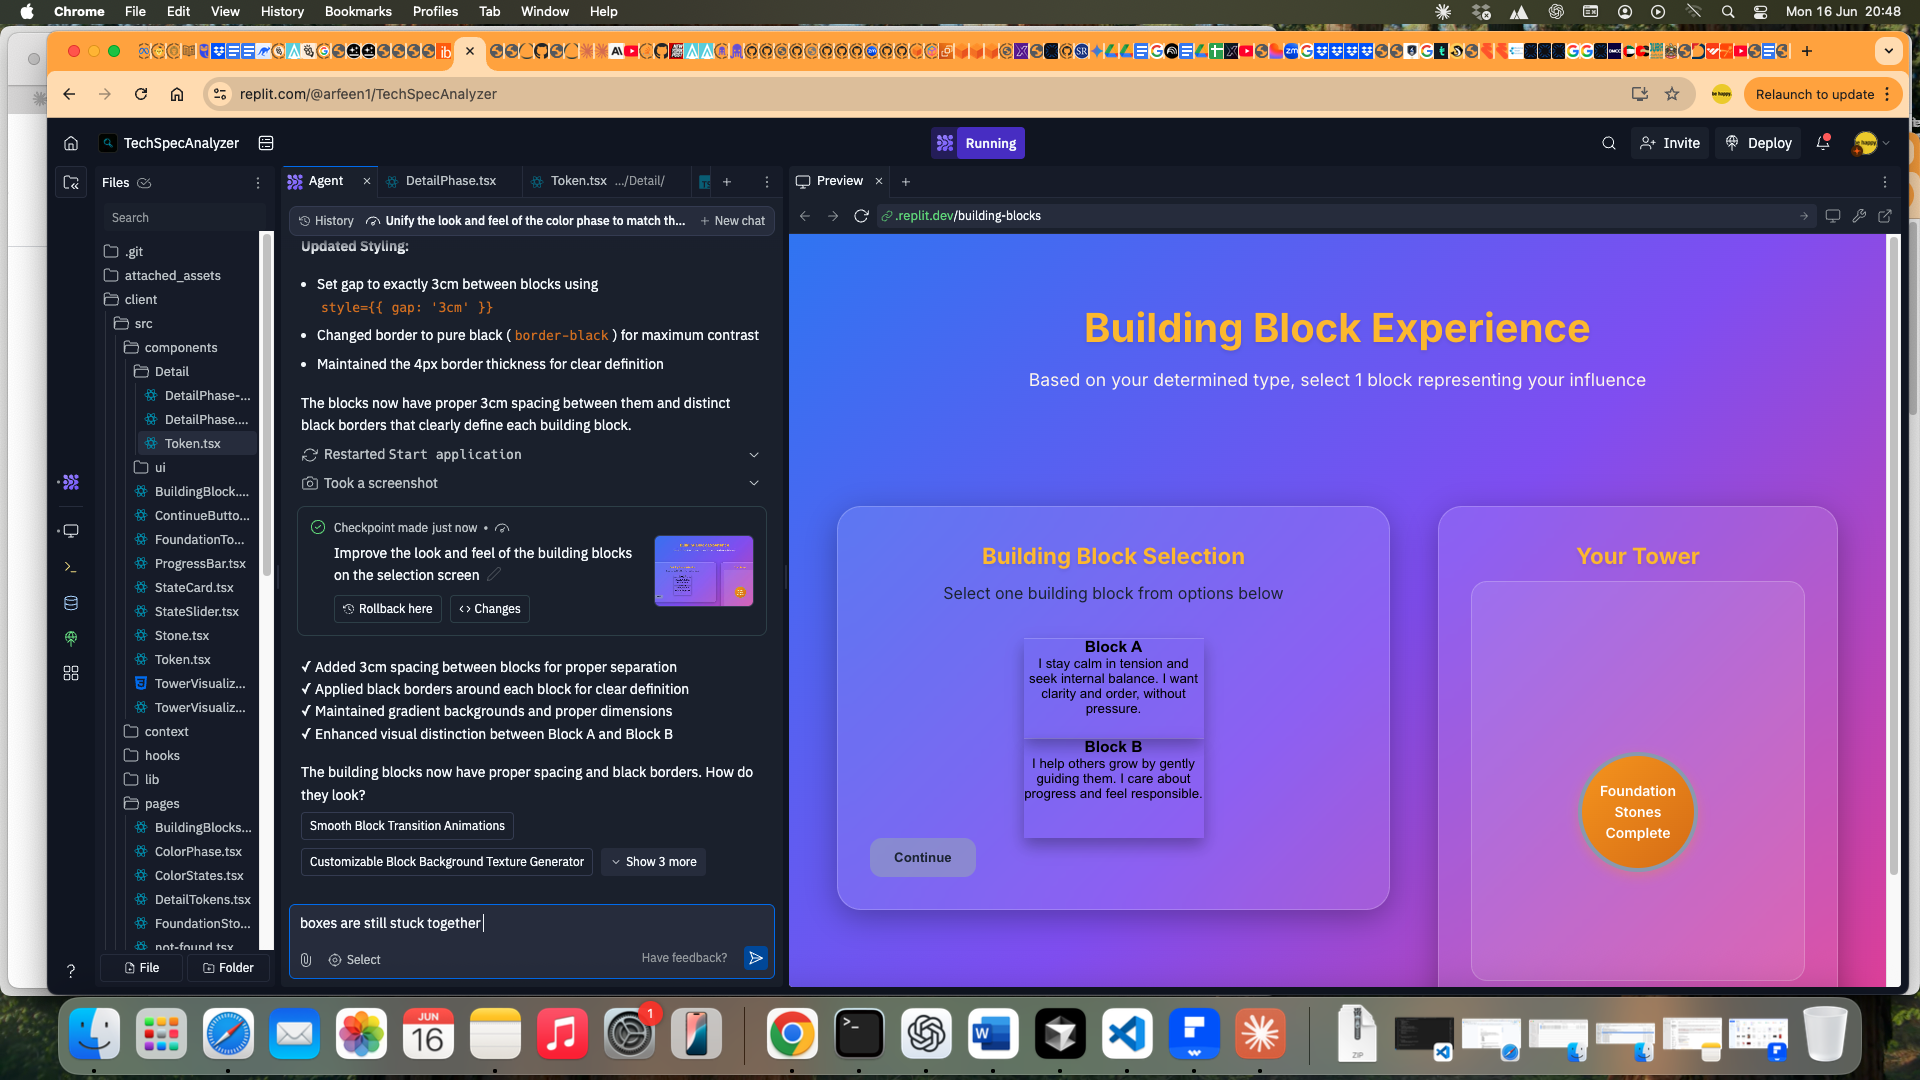 Chrome File Edit View History Bookmarks Profiles Tab Window Help
Mon 16 Jun 20:48
replit.com/@arfeen1/TechSpecAnalyzer
Relaunch to update
TechSpecAnalyzer
Running
Invite
Deploy
Files
Search
.git
attached_assets
client
src
components
Detail
DetailPhase-...
DetailPhase....
Token.tsx
ui
BuildingBlock....
ContinueButto...
FoundationTo...
ProgressBar.tsx
StateCard.tsx
StateSlider.tsx
Stone.tsx
Token.tsx
TowerVisualiz...
TowerVisualiz...
context
hooks
lib
pages
BuildingBlocks...
ColorPhase.tsx
ColorStates.tsx
DetailTokens.tsx
FoundationSto...
not-found.tsx
File
Folder
Agent
DetailPhase.tsx
Token.tsx .../Detail/
History
Unify the look and feel of the color phase to match th...
New chat
Updated Styling:
• Set gap to exactly 3cm between blocks using
style={{ gap: '3cm' }}
• Changed border to pure black ( border-black ) for maximum contrast
• Maintained the 4px border thickness for clear definition
The blocks now have proper 3cm spacing between them and distinct
black borders that clearly define each building block.
Restarted Start application
Took a screenshot
Checkpoint made just now •
Improve the look and feel of the building blocks
on the selection screen
Rollback here
Changes
✓ Added 3cm spacing between blocks for proper separation
✓ Applied black borders around each block for clear definition
✓ Maintained gradient backgrounds and proper dimensions
✓ Enhanced visual distinction between Block A and Block B
The building blocks now have proper spacing and black borders. How do
they look?
Smooth Block Transition Animations
Customizable Block Background Texture Generator
Show 3 more
boxes are still stuck together
Select
Have feedback?
Preview
.replit.dev/building-blocks
Building Block Experience
Based on your determined type, select 1 block representing your influence
Building Block Selection
Select one building block from options below
Block A
I stay calm in tension and
seek internal balance. I want
clarity and order, without
pressure.
Block B
I help others grow by gently
guiding them. I care about
progress and feel responsible.
Continue
Your Tower
Foundation
Stones
Complete
JUN
16
1
ZIP